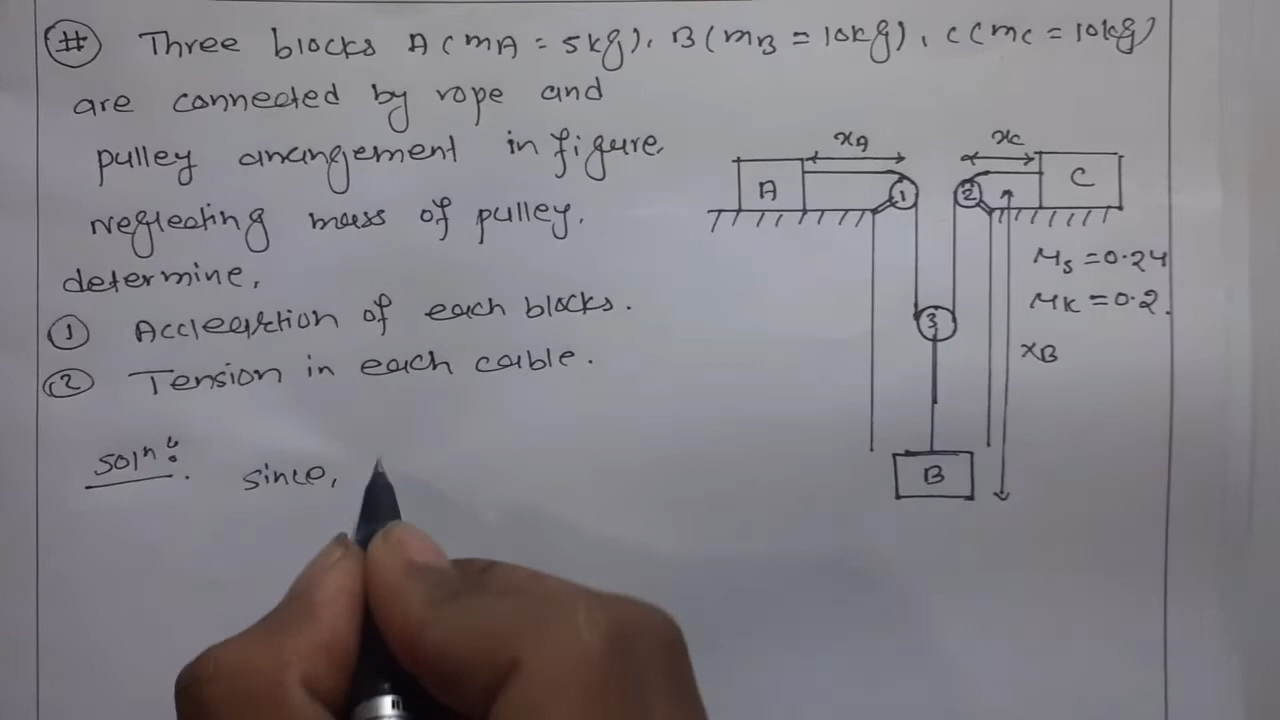 # Three blocks A(mA = 5kg), B(mB = 10kg), C(mC = 10kg)
are connected by rope and
pulley arrangement in figure.
neglecting mass of pulley.
determine,
① Accleartion of each blocks.
② Tension in each cable.
Soln:. since,
xA
xC
A
1
2
C
μs = 0.24
μK = 0.2.
3
xB
B